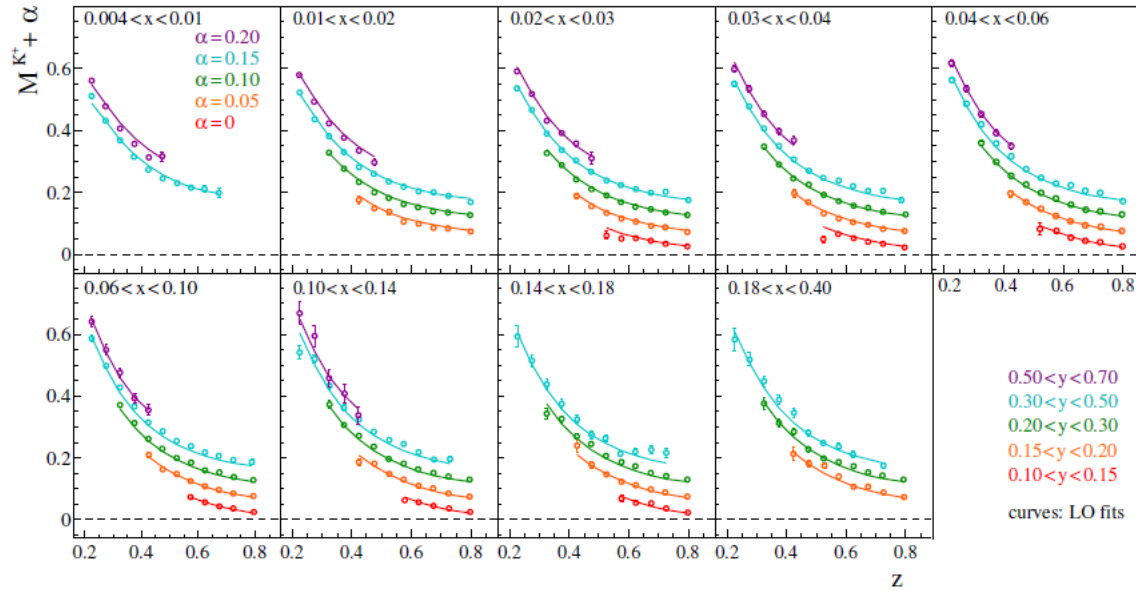 M^{K^+} + α
0.004 < x < 0.01
0.01 < x < 0.02
0.02 < x < 0.03
0.03 < x < 0.04
0.04 < x < 0.06
α = 0.20
α = 0.15
α = 0.10
α = 0.05
α = 0
0.6
0.4
0.2
0
0.2 0.4 0.6 0.8
0.06 < x < 0.10
0.10 < x < 0.14
0.14 < x < 0.18
0.18 < x < 0.40
0.6
0.4
0.2
0
0.50 < y < 0.70
0.30 < y < 0.50
0.20 < y < 0.30
0.15 < y < 0.20
0.10 < y < 0.15
curves: LO fits
0.2 0.4 0.6 0.8 0.2 0.4 0.6 0.8 0.2 0.4 0.6 0.8 0.2 0.4 0.6 0.8
z